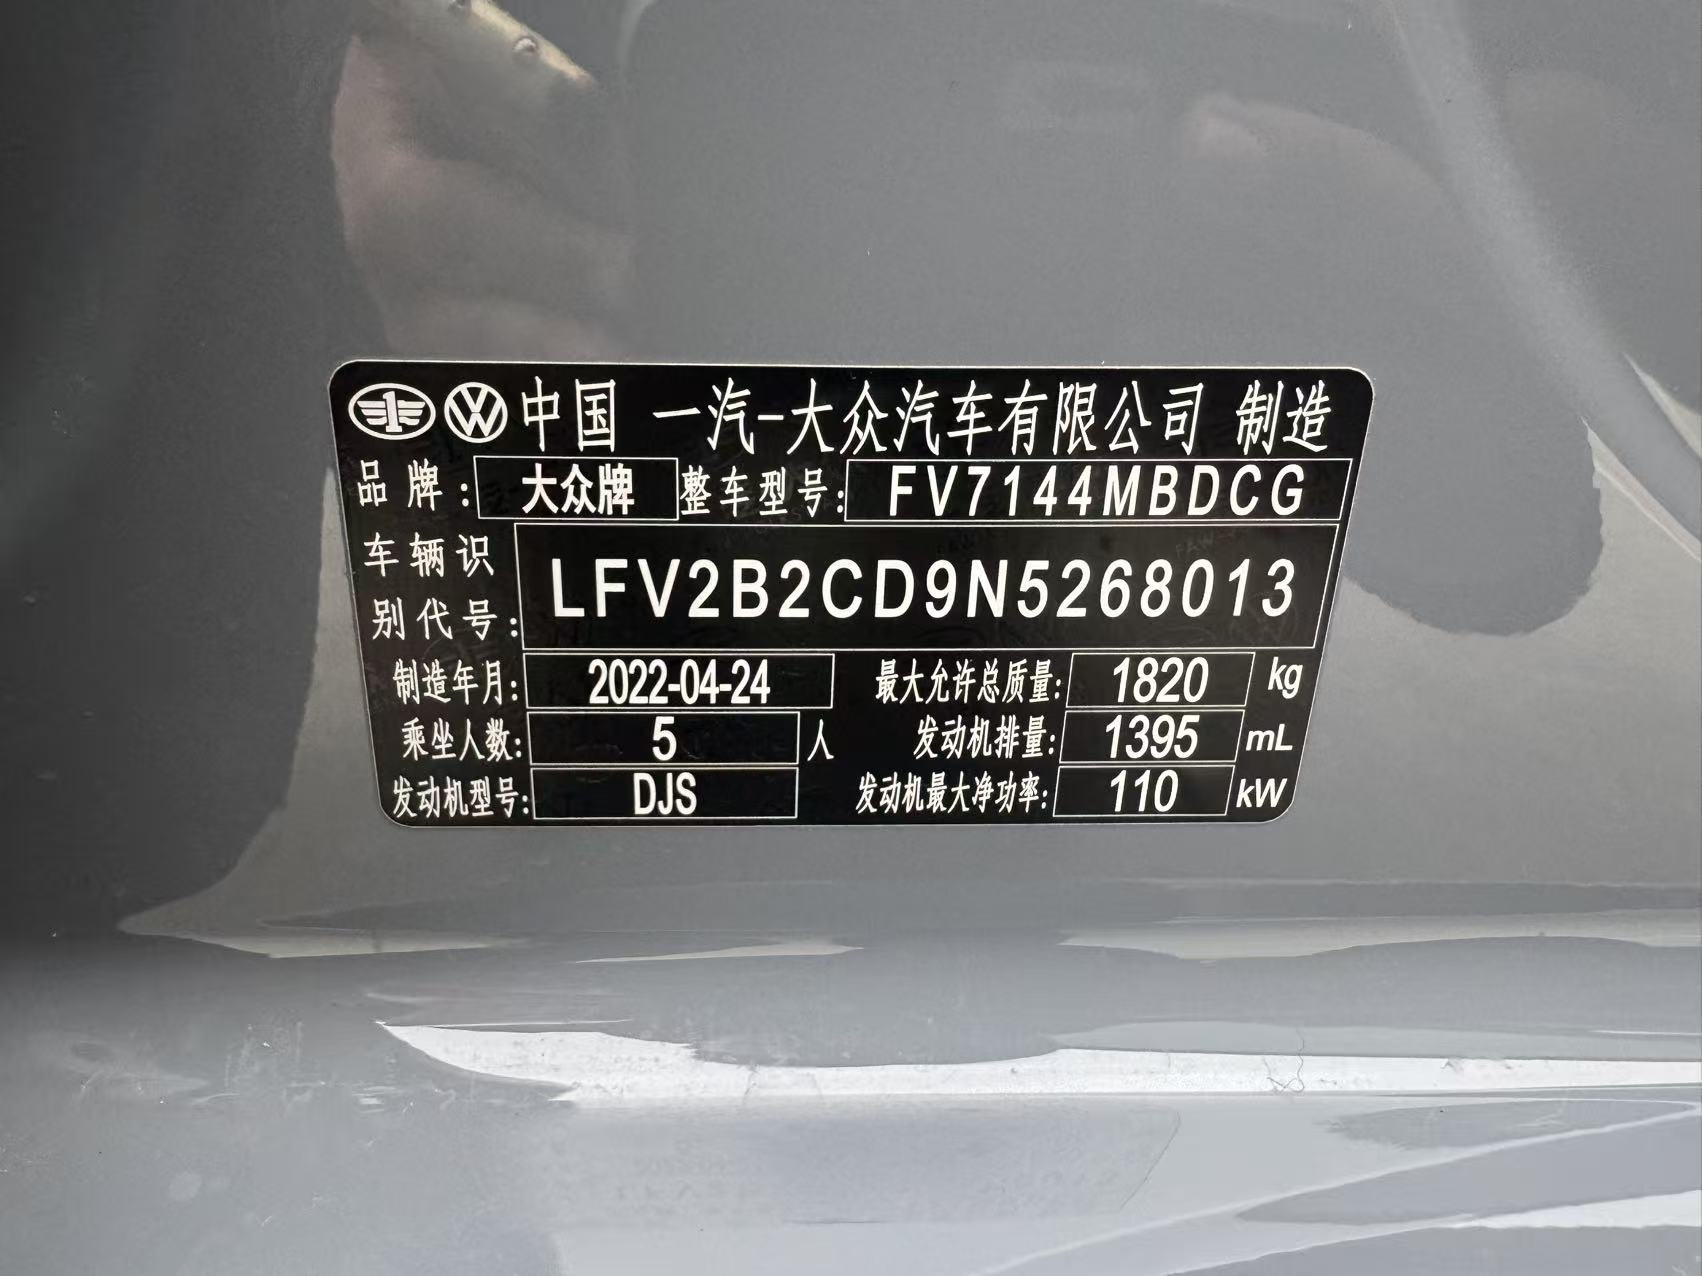 中国 一汽-大众汽车有限公司 制造
品牌: 大众牌 整车型号: FV7144MBDCG
车辆识别代号: LFV2B2CD9N5268013
制造年月: 2022-04-24 最大允许总质量: 1820 kg
乘坐人数: 5 人 发动机排量: 1395 mL
发动机型号: DJS 发动机最大净功率: 110 kW